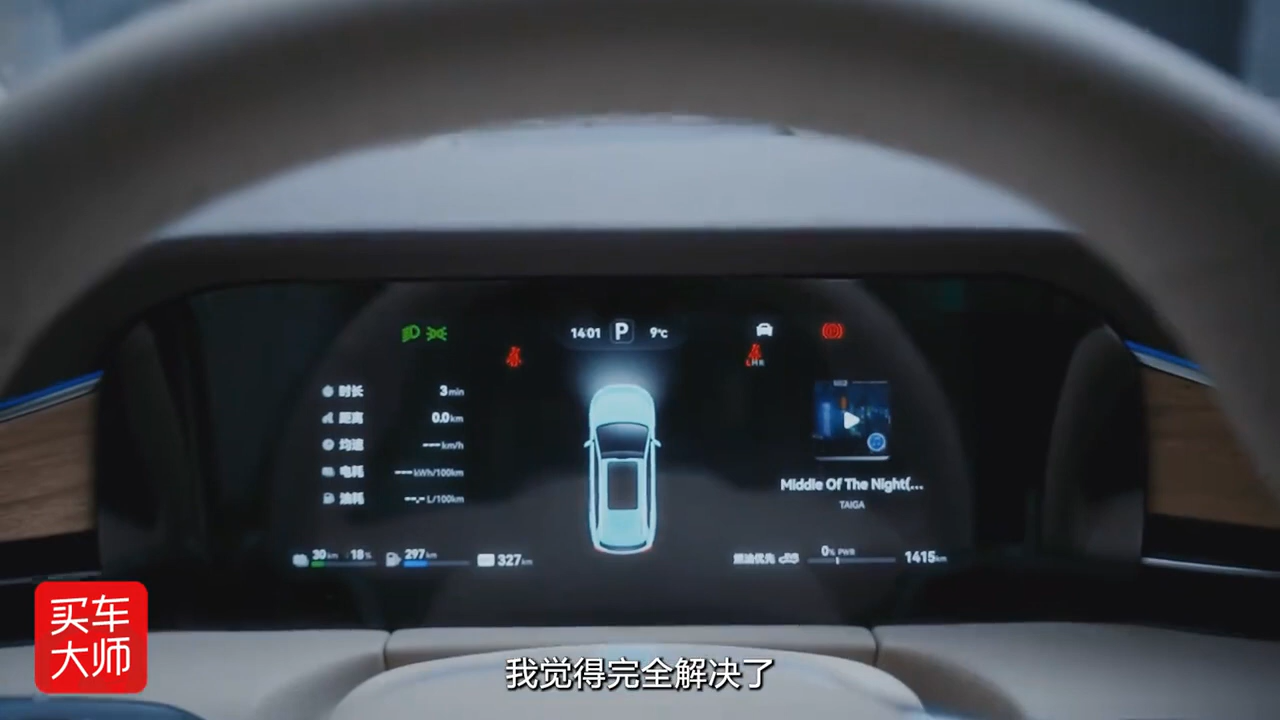 14:01 P 9℃
LMR
时长 3min
距离 0.0km
均速 ---km/h
电耗 ---kWh/100km
油耗 --.-L/100km
Middle Of The Night(...
TAIGA
30km 18% 297km 327km
燃油优先 0% PWR 1415km
买车
大师
我觉得完全解决了